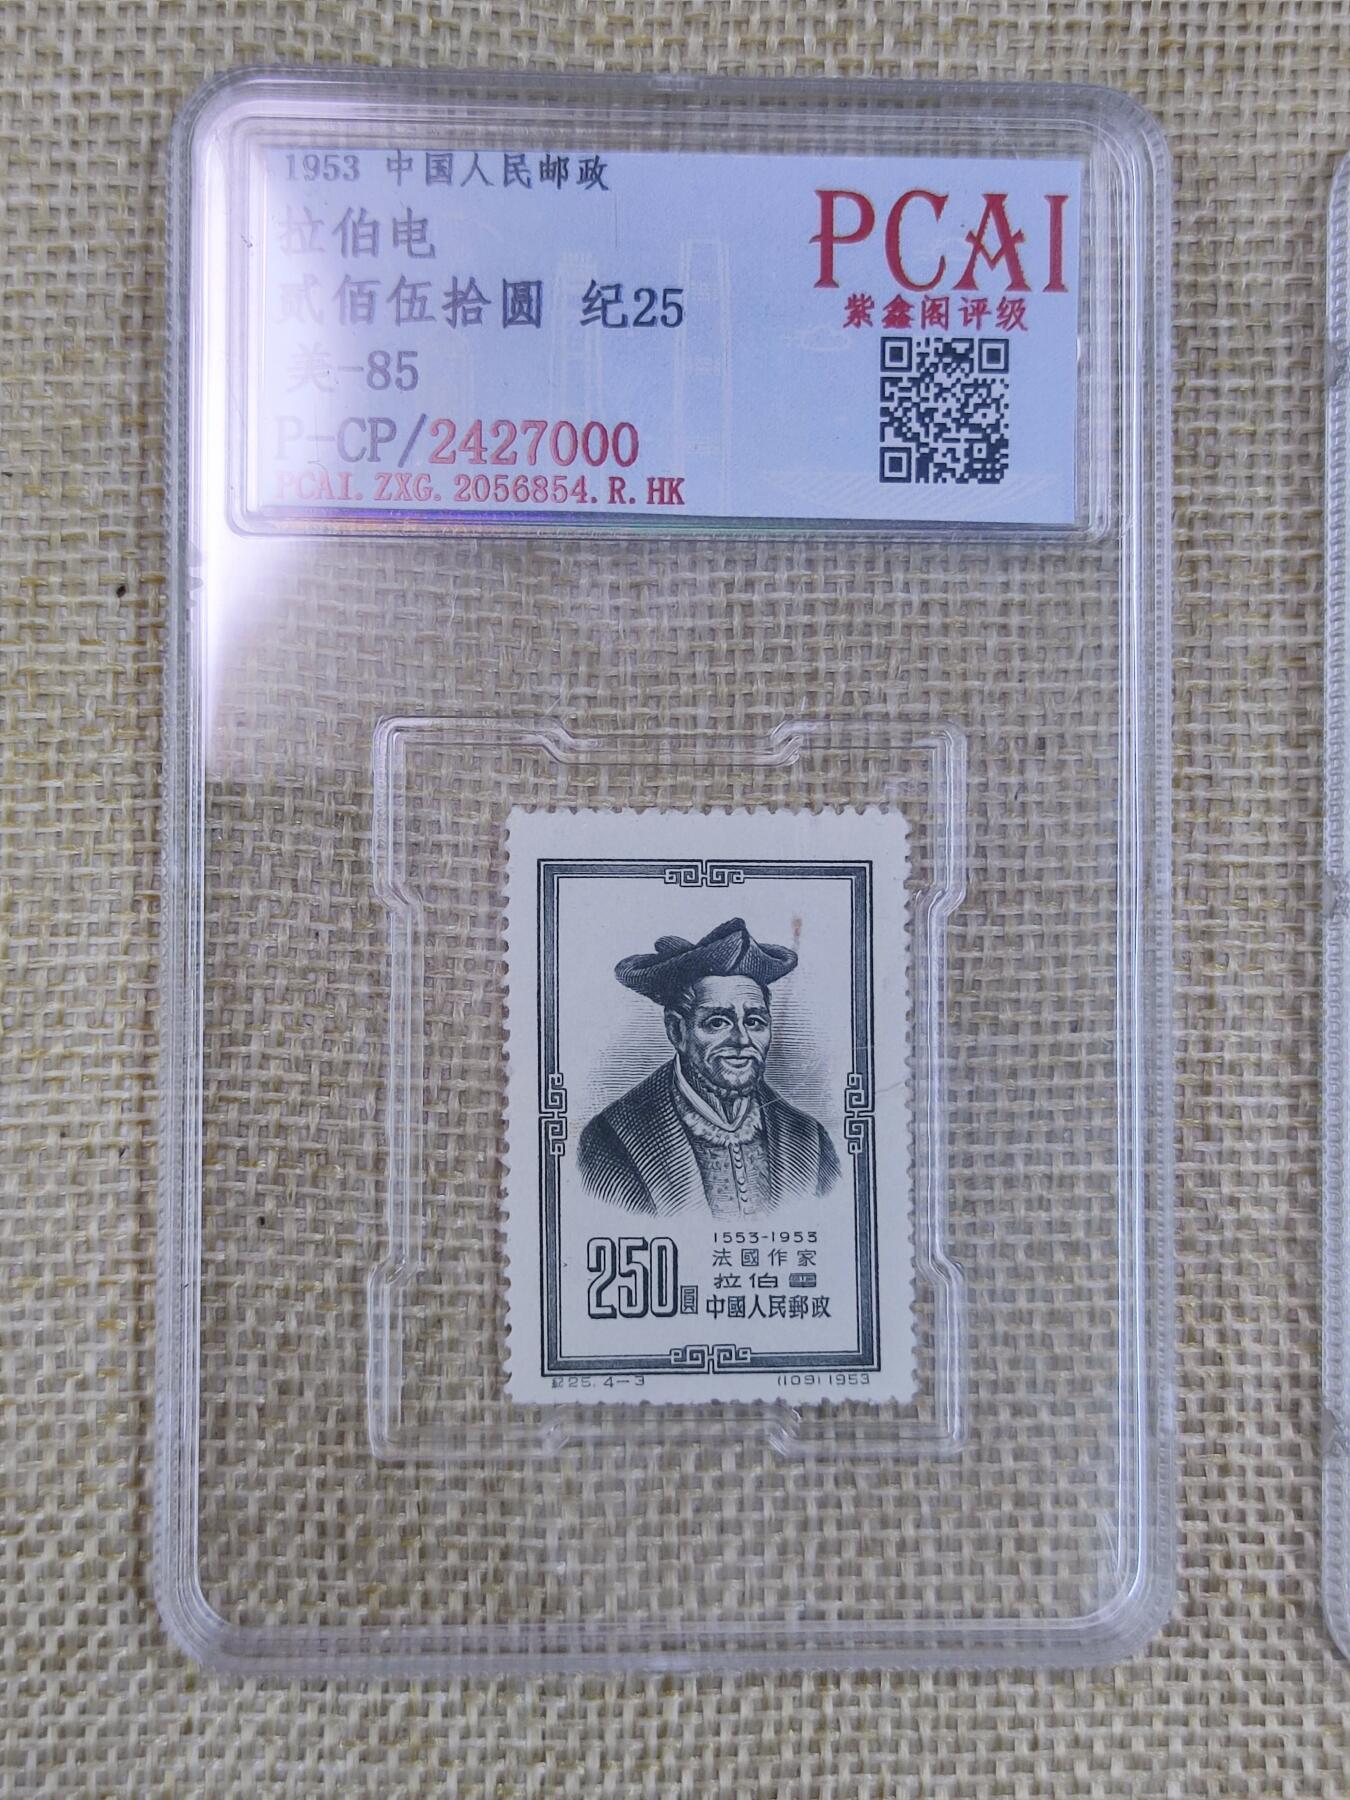 1953 中国人民邮政
拉伯电
贰佰伍拾圆 纪25
美-85
P-CP/2427000
PCAI.ZXG.2056854.R.HK
PCAI
紫鑫阁评级
1553-1953
法國作家
拉伯雷
250圓
中國人民郵政
紀25.4-3
(109)1953